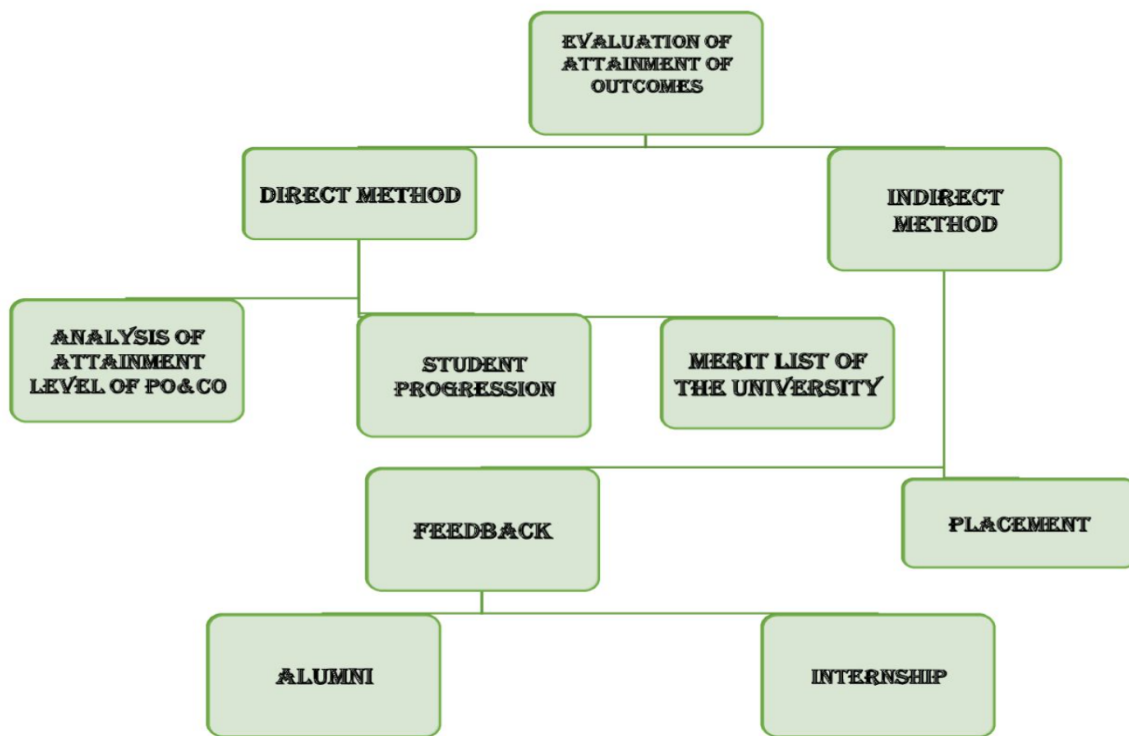 EVALUATION OF
ATTAINMENT OF
OUTCOMES
DIRECT METHOD
INDIRECT
METHOD
ANALYSIS OF
ATTAINMENT
LEVEL OF PO&CO
STUDENT
PROGRESSION
MERIT LIST OF
THE UNIVERSITY
FEEDBACK
PLACEMENT
ALUMNI
INTERNSHIP